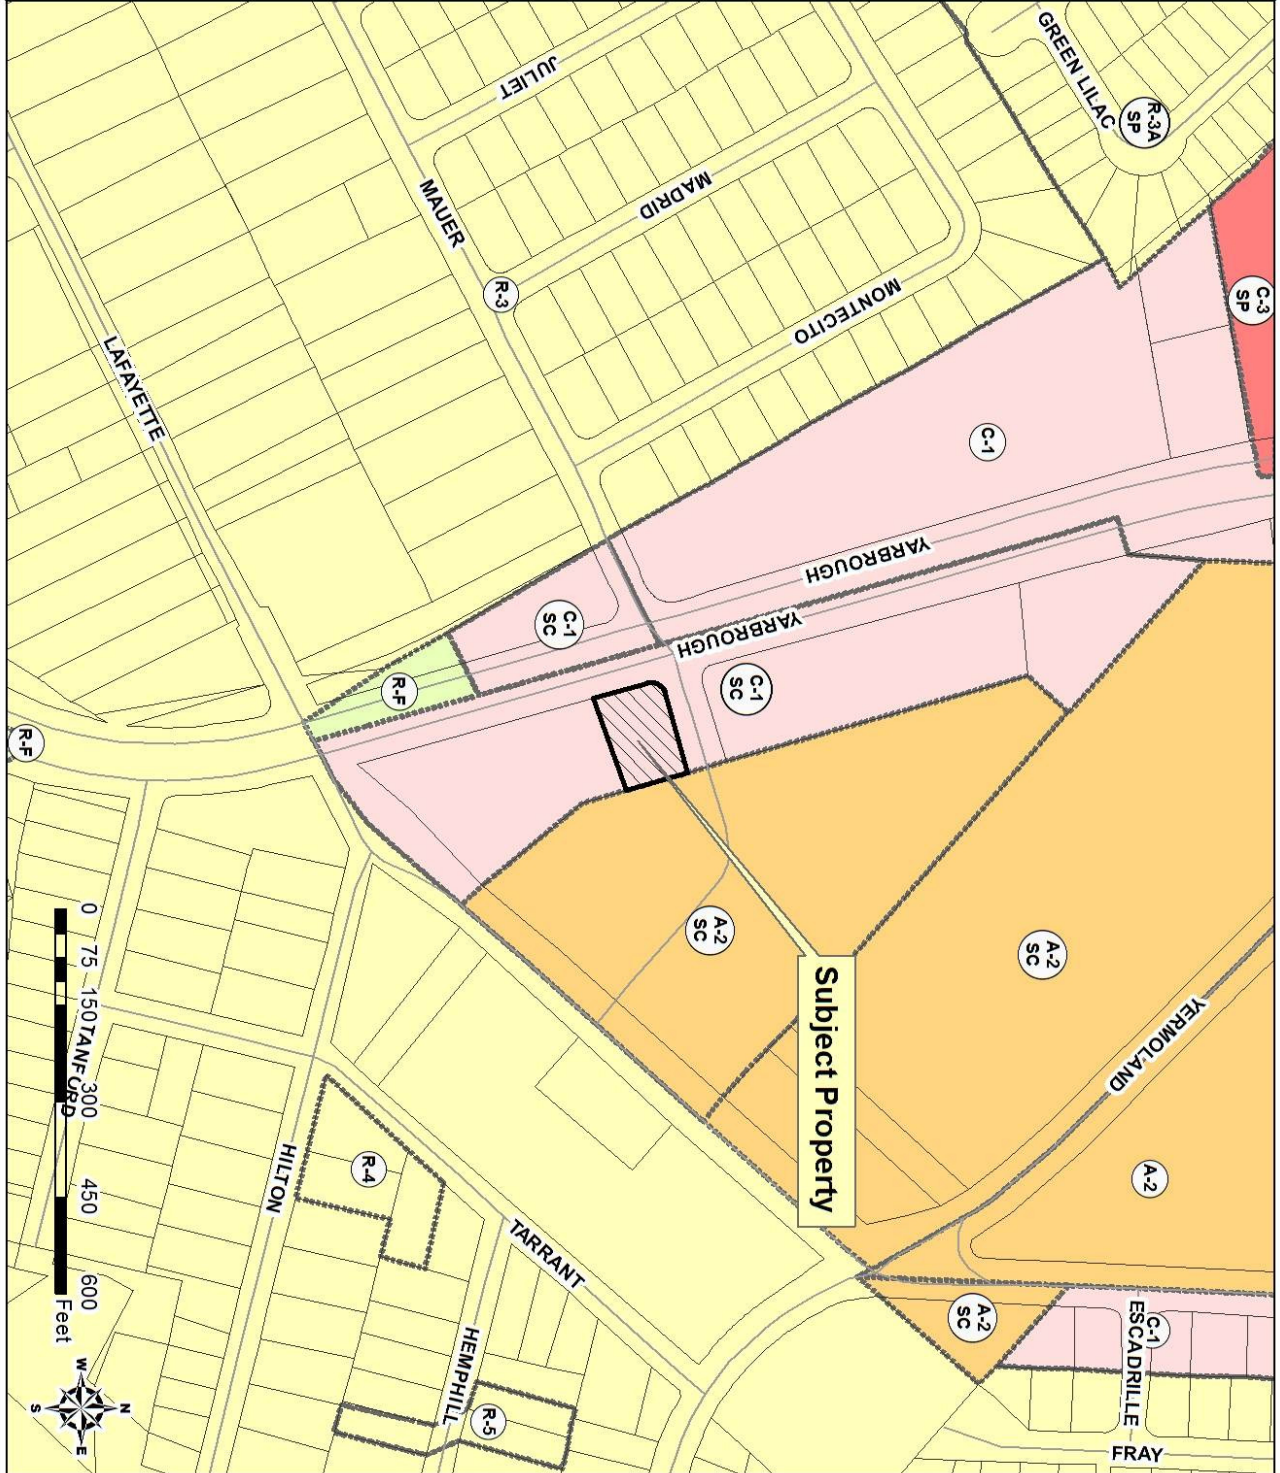 GREEN LILAC
R-3A
SP
JULIET
MADRID
MAUER
C-3
SP
R-3
MONTECITO
LAFAYETTE
C-1
YARBROUGH
YARBROUGH
C-1
SC
C-1
SC
R-F
R-F
A-2
SC
A-2
SC
Subject Property
YERMOLAND
A-2
A-2
SC
C-1
ESCADRILLE
FRAY
R-4
HILTON
TARRANT
HEMPHILL
R-5
0 75 150 300 450 600
Feet
W
N
S
E